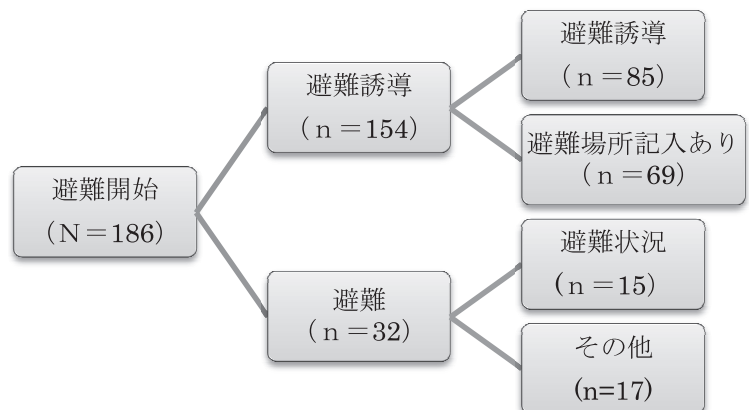 避難開始
(N＝186)
避難誘導
(ｎ＝154)
避難
(ｎ＝32)
避難誘導
(ｎ＝85)
避難場所記入あり
(ｎ＝69)
避難状況
(ｎ＝15)
その他
(n=17)